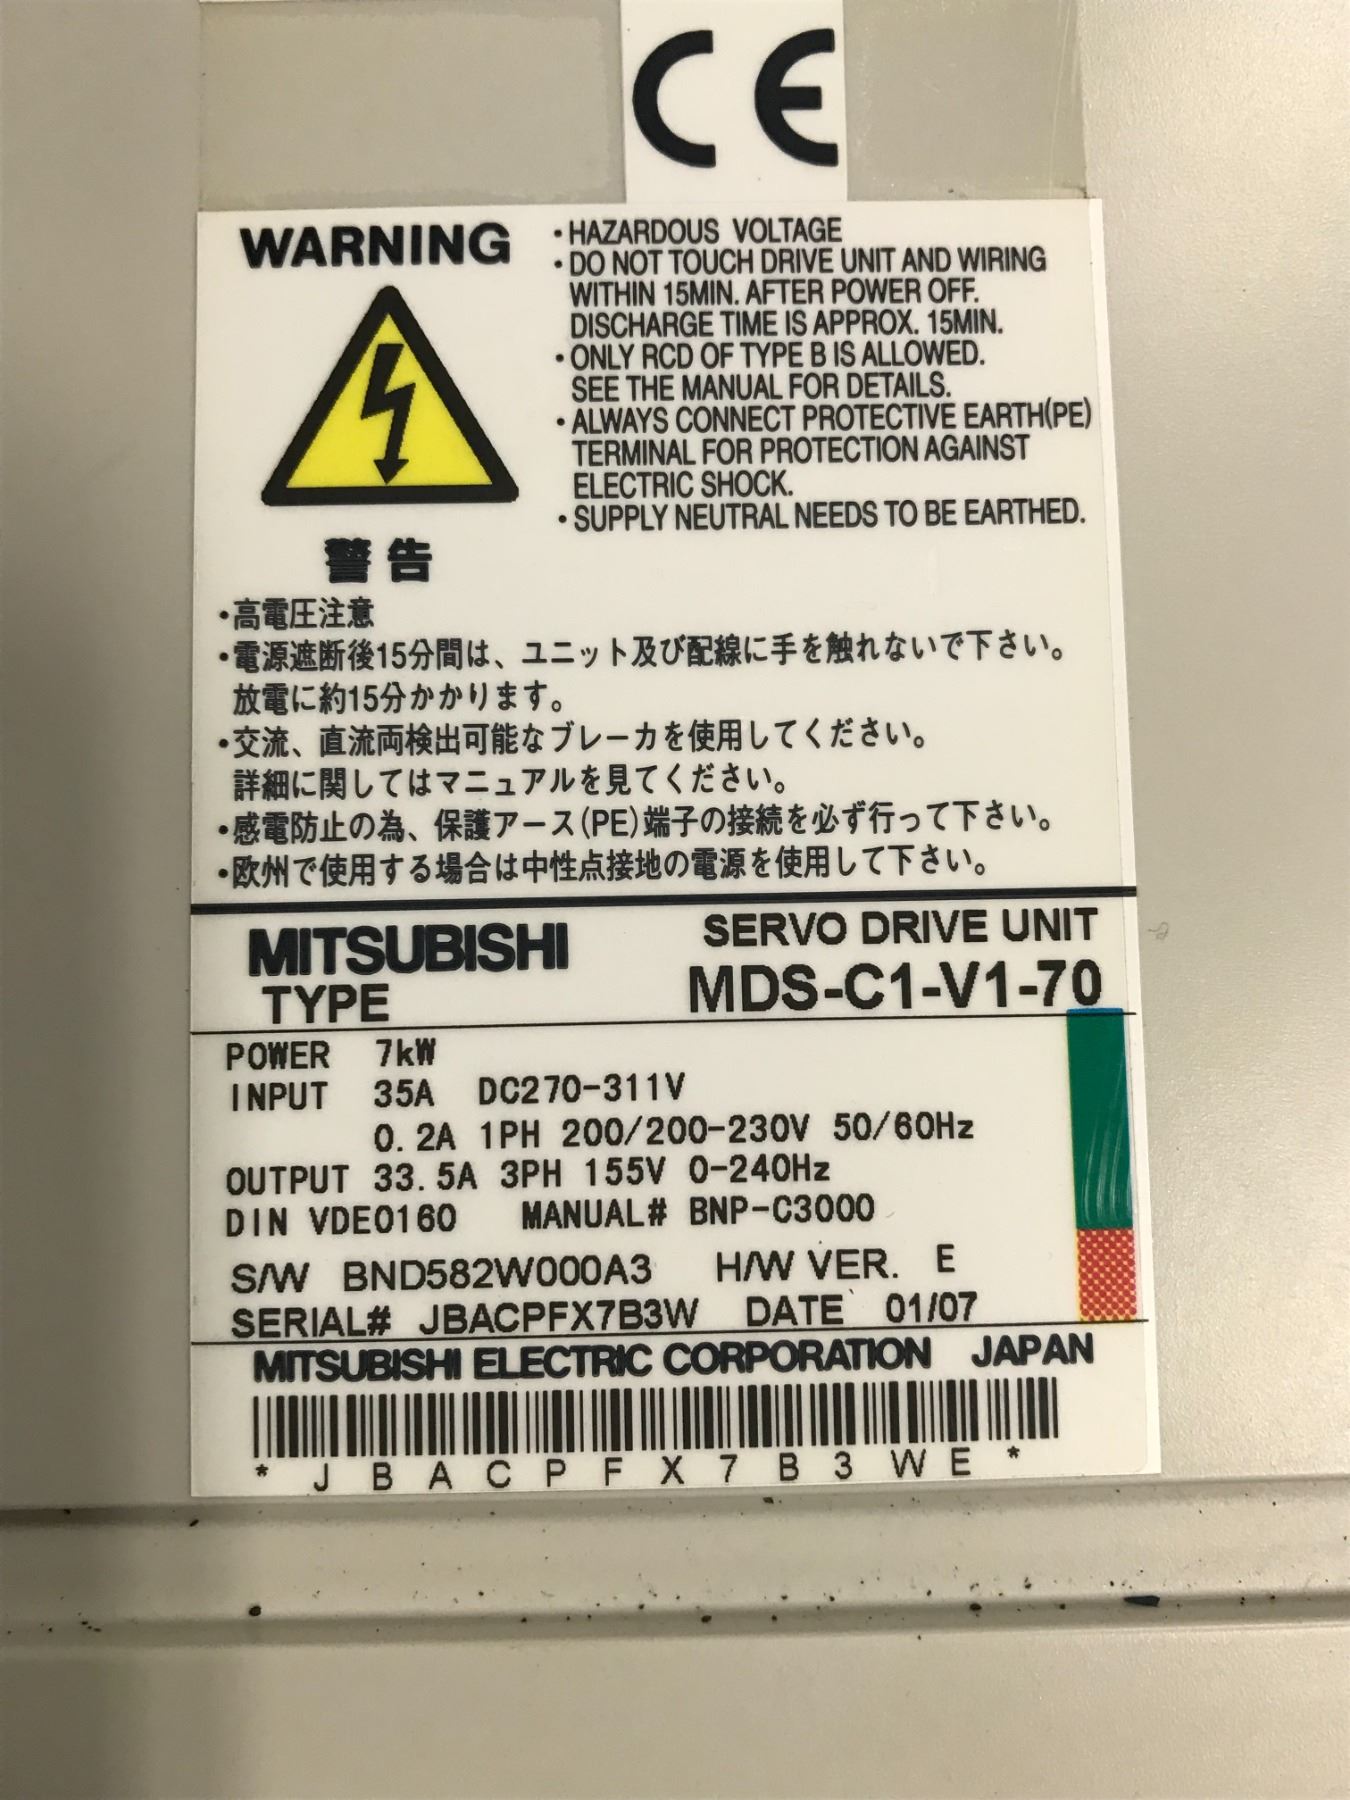 CE
WARNING
・HAZARDOUS VOLTAGE
・DO NOT TOUCH DRIVE UNIT AND WIRING
WITHIN 15MIN. AFTER POWER OFF.
DISCHARGE TIME IS APPROX. 15MIN.
・ONLY RCD OF TYPE B IS ALLOWED.
SEE THE MANUAL FOR DETAILS.
・ALWAYS CONNECT PROTECTIVE EARTH(PE)
TERMINAL FOR PROTECTION AGAINST
ELECTRIC SHOCK.
・SUPPLY NEUTRAL NEEDS TO BE EARTHED.
警告
・高電圧注意
・電源遮断後15分間は、ユニット及び配線に手を触れないで下さい。
放電に約15分かかります。
・交流、直流両検出可能なブレーカを使用してください。
詳細に関してはマニュアルを見てください。
・感電防止の為、保護アース(PE)端子の接続を必ず行って下さい。
・欧州で使用する場合は中性点接地の電源を使用して下さい。
MITSUBISHI SERVO DRIVE UNIT
TYPE MDS-C1-V1-70
POWER 7kW
INPUT 35A DC270-311V
0.2A 1PH 200/200-230V 50/60Hz
OUTPUT 33.5A 3PH 155V 0-240Hz
DIN VDE0160 MANUAL# BNP-C3000
S/W BND582W000A3 H/W VER. E
SERIAL# JBACPFX7B3W DATE 01/07
MITSUBISHI ELECTRIC CORPORATION JAPAN
* J B A C P F X 7 B 3 W E *